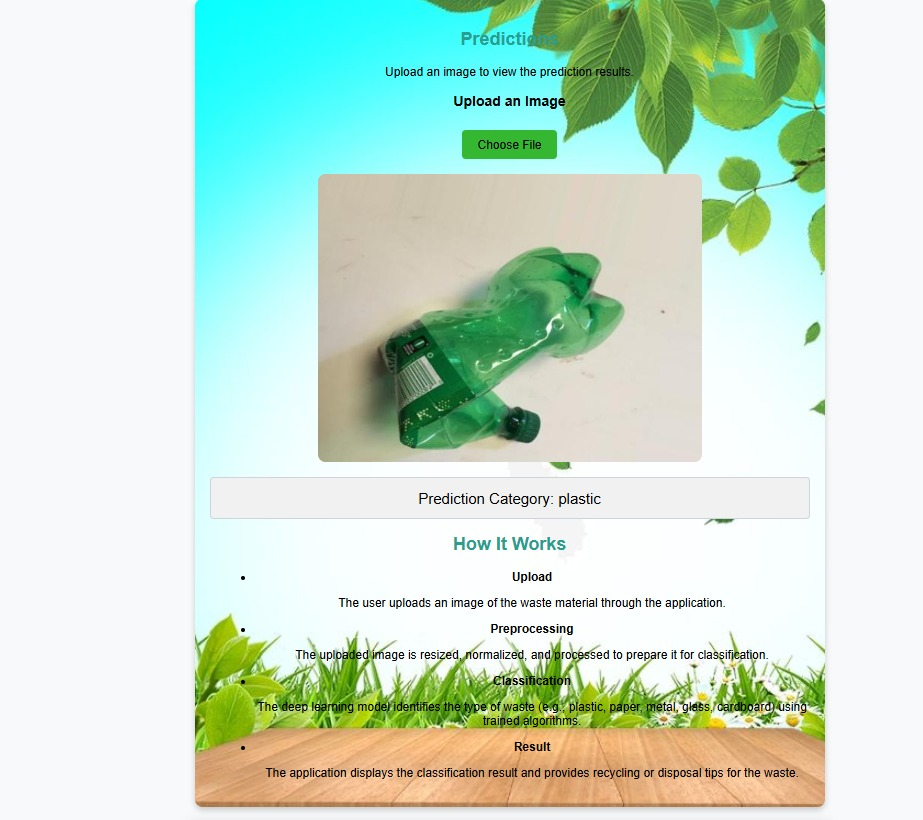 Predictions
Upload an image to view the prediction results.
Upload an Image
Choose File
Prediction Category: plastic
How It Works
Upload
The user uploads an image of the waste material through the application.
Preprocessing
The uploaded image is resized, normalized, and processed to prepare it for classification.
Classification
The deep learning model identifies the type of waste (e.g., plastic, paper, metal, glass, cardboard) using
trained algorithms.
Result
The application displays the classification result and provides recycling or disposal tips for the waste.